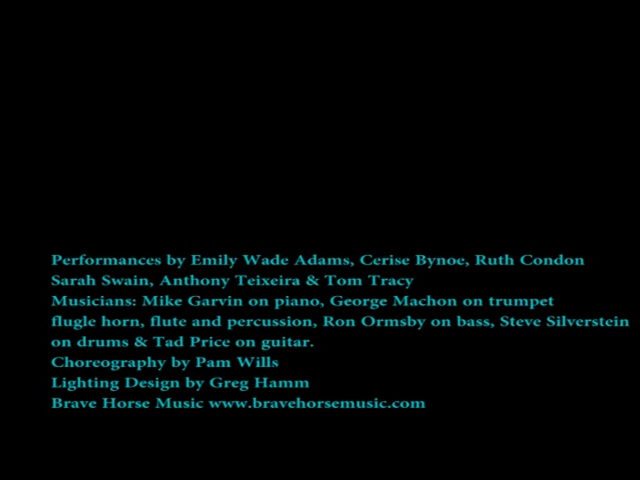 Performances by Emily Wade Adams, Cerise Bynoe, Ruth Condon
Sarah Swain, Anthony Teixeira & Tom Tracy
Musicians: Mike Garvin on piano, George Machon on trumpet
flugle horn, flute and percussion, Ron Ormsby on bass, Steve Silverstein
on drums & Tad Price on guitar.
Choreography by Pam Wills
Lighting Design by Greg Hamm
Brave Horse Music www.bravehorsemusic.com